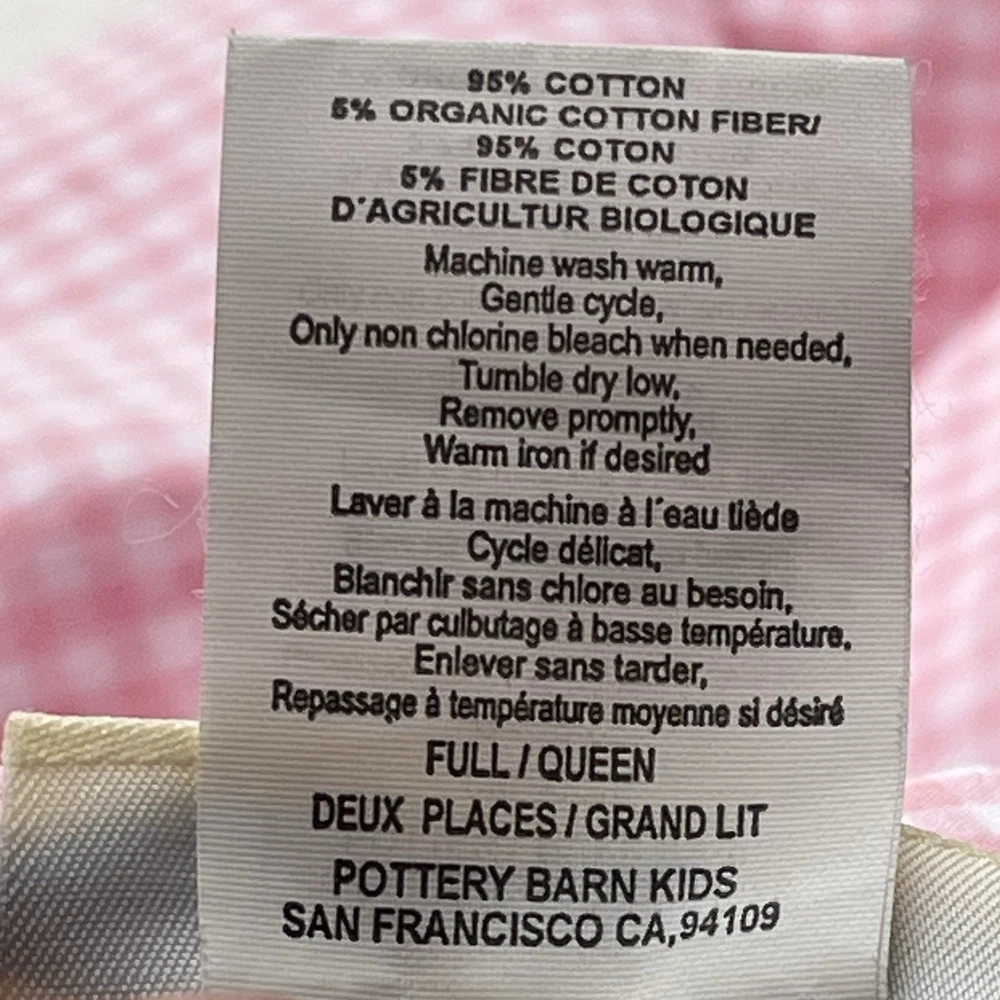 95% COTTON
5% ORGANIC COTTON FIBER/
95% COTON
5% FIBRE DE COTON
D'AGRICULTUR BIOLOGIQUE
Machine wash warm,
Gentle cycle,
Only non chlorine bleach when needed,
Tumble dry low,
Remove promptly,
Warm iron if desired
Laver à la machine à l'eau tiède
Cycle délicat,
Blanchir sans chlore au besoin,
Sécher par culbutage à basse température.
Enlever sans tarder,
Repassage à température moyenne si désiré
FULL / QUEEN
DEUX PLACES / GRAND LIT
POTTERY BARN KIDS
SAN FRANCISCO CA,94109